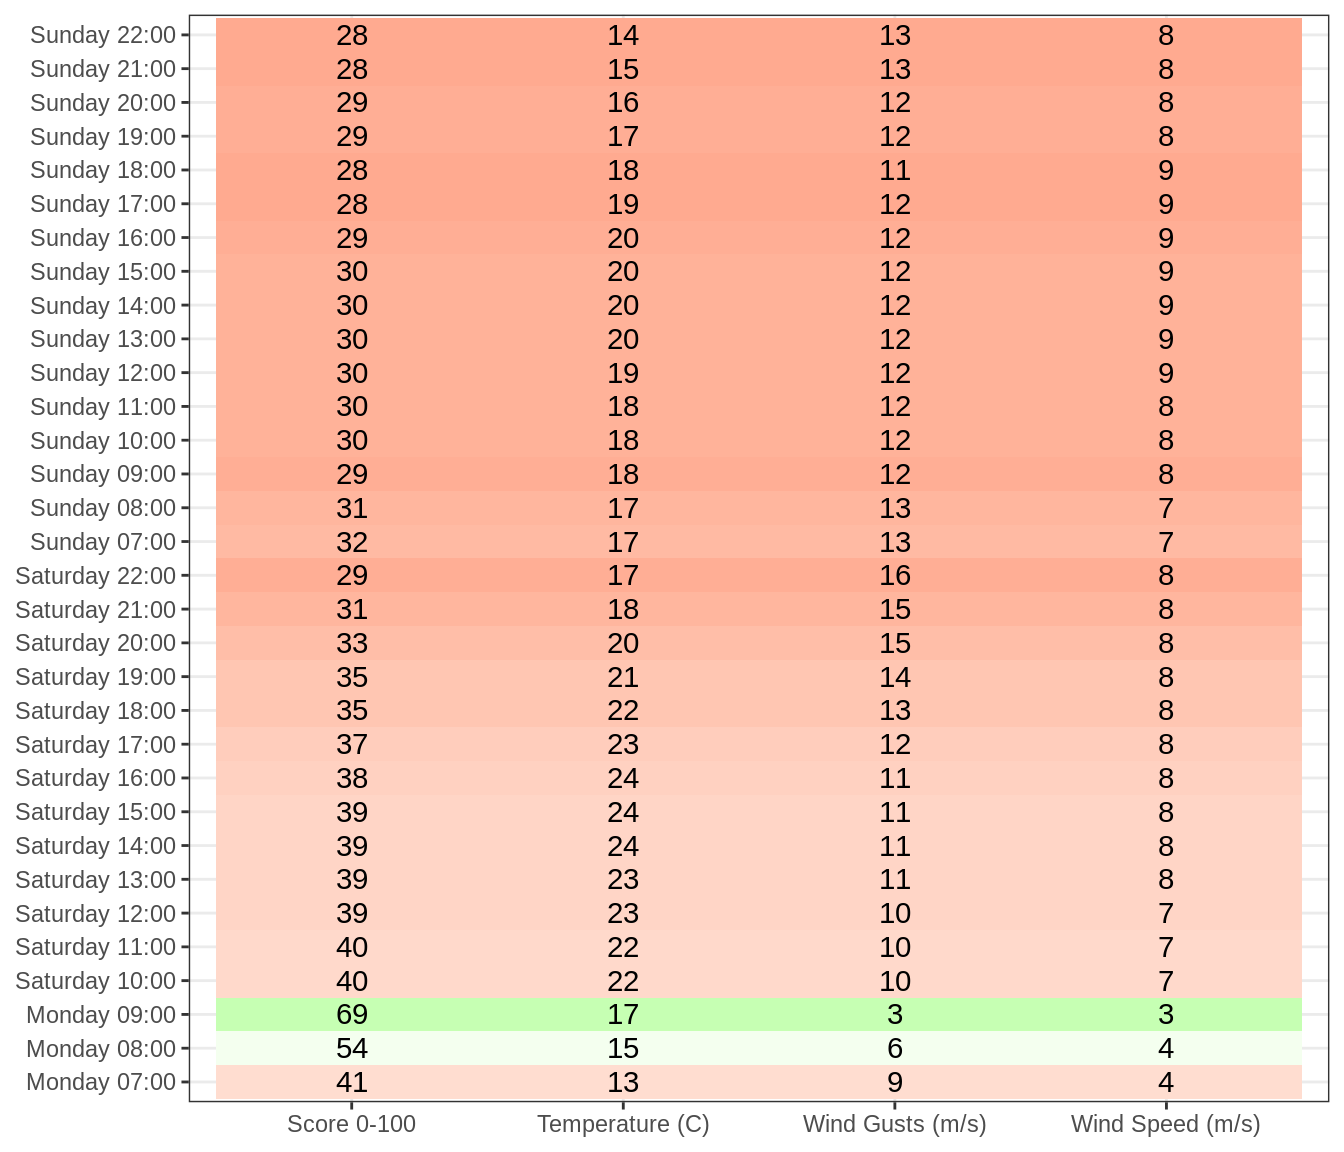 Sunday 22:00 28 14 13 8
Sunday 21:00 28 15 13 8
Sunday 20:00 29 16 12 8
Sunday 19:00 29 17 12 8
Sunday 18:00 28 18 11 9
Sunday 17:00 28 19 12 9
Sunday 16:00 29 20 12 9
Sunday 15:00 30 20 12 9
Sunday 14:00 30 20 12 9
Sunday 13:00 30 20 12 9
Sunday 12:00 30 19 12 9
Sunday 11:00 30 18 12 8
Sunday 10:00 30 18 12 8
Sunday 09:00 29 18 12 8
Sunday 08:00 31 17 13 7
Sunday 07:00 32 17 13 7
Saturday 22:00 29 17 16 8
Saturday 21:00 31 18 15 8
Saturday 20:00 33 20 15 8
Saturday 19:00 35 21 14 8
Saturday 18:00 35 22 13 8
Saturday 17:00 37 23 12 8
Saturday 16:00 38 24 11 8
Saturday 15:00 39 24 11 8
Saturday 14:00 39 24 11 8
Saturday 13:00 39 23 11 8
Saturday 12:00 39 23 10 7
Saturday 11:00 40 22 10 7
Saturday 10:00 40 22 10 7
Monday 09:00 69 17 3 3
Monday 08:00 54 15 6 4
Monday 07:00 41 13 9 4
Score 0-100 Temperature (C) Wind Gusts (m/s) Wind Speed (m/s)